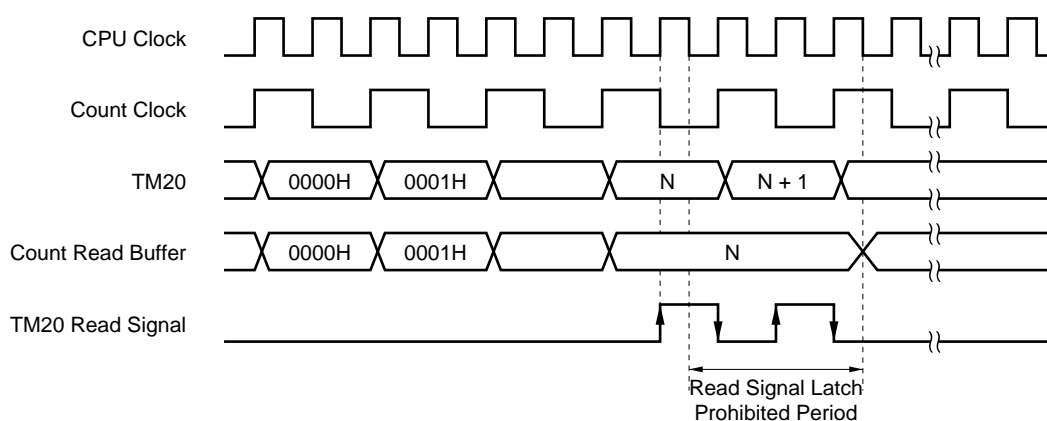 CPU Clock
Count Clock
TM20 0000H 0001H N N + 1
Count Read Buffer 0000H 0001H N
TM20 Read Signal
Read Signal Latch
Prohibited Period